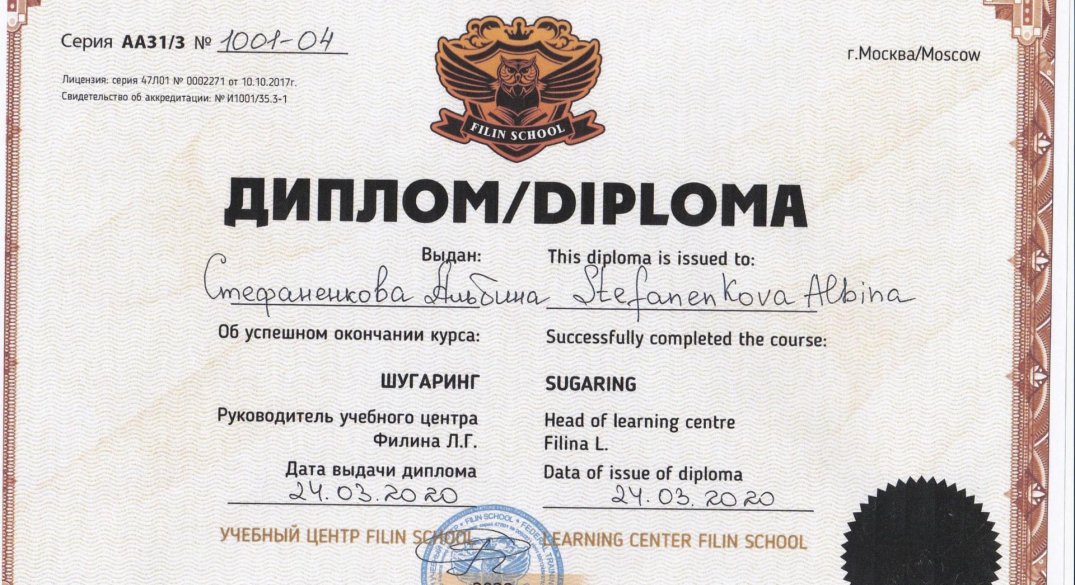 Серия АА31/3 № 1001-04
г.Москва/Moscow
Лицензия: серия 47Л01 № 0002271 от 10.10.2017г.
Свидетельство об аккредитации: № И1001/35.3-1
FILIN SCHOOL
ДИПЛОМ/DIPLOMA
Выдан: This diploma is issued to:
Стефаненкова Альбина Stefanenkova Albina
Об успешном окончании курса: Successfully completed the course:
ШУГАРИНГ SUGARING
Руководитель учебного центра Head of learning centre
Филина Л.Г. Filina L.
Дата выдачи диплома Data of issue of diploma
24.03.2020 24.03.2020
УЧЕБНЫЙ ЦЕНТР FILIN SCHOOL LEARNING CENTER FILIN SCHOOL
FILIN SCHOOL